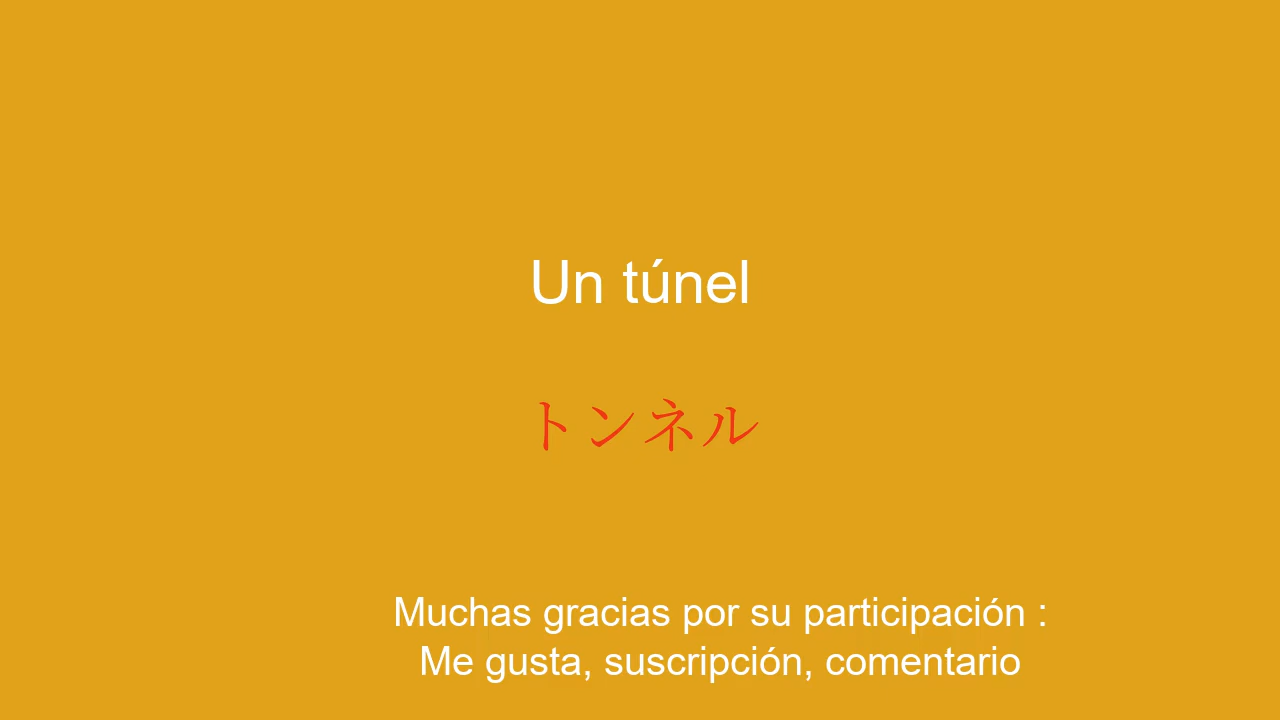 Un túnel
トンネル
Muchas gracias por su participación :
Me gusta, suscripción, comentario